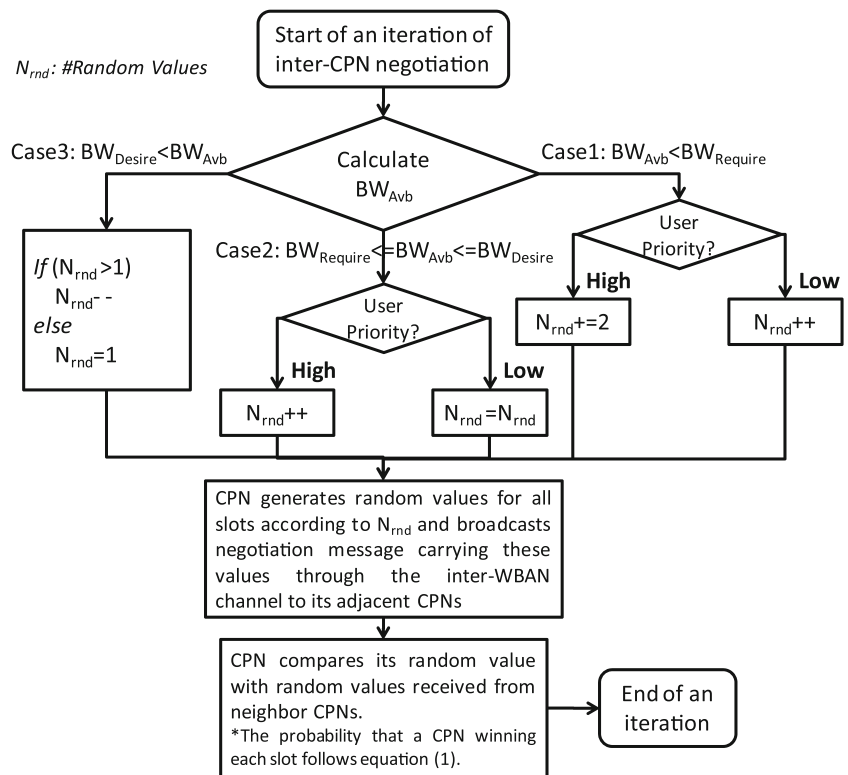 Start of an iteration of
inter-CPN negotiation
N_rnd: #Random Values
Case3: BW_Desire<BW_Avb
Calculate
BW_Avb
Case1: BW_Avb<BW_Require
User
Priority?
Case2: BW_Require<=BW_Avb<=BW_Desire
If (N_rnd >1)
N_rnd- -
else
N_rnd=1
High
Low
N_rnd+=2
N_rnd++
User
Priority?
High
Low
N_rnd++
N_rnd =N_rnd
CPN generates random values for all
slots according to N_rnd and broadcasts
negotiation message carrying these
values through the inter-WBAN
channel to its adjacent CPNs
CPN compares its random value
with random values received from
neighbor CPNs.
*The probability that a CPN winning
each slot follows equation (1).
End of an
iteration